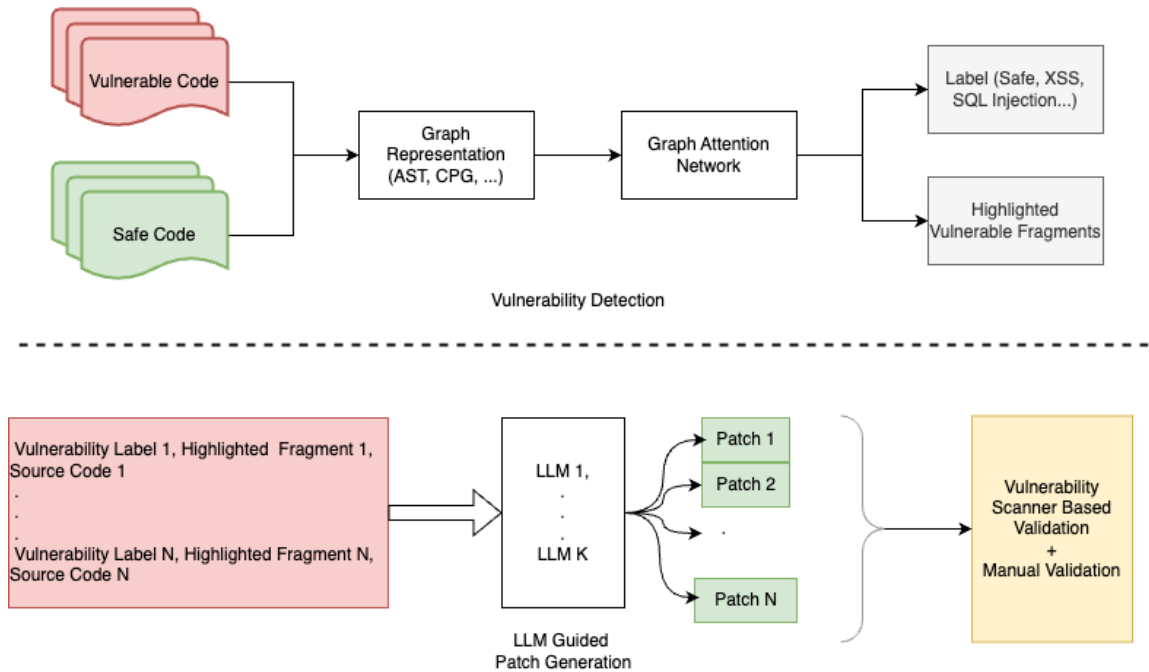 Vulnerable Code
Safe Code
Graph
Representation
(AST, CPG, ...)
Graph Attention
Network
Label (Safe, XSS,
SQL Injection...)
Highlighted
Vulnerable Fragments
Vulnerability Detection
Vulnerability Label 1, Highlighted Fragment 1,
Source Code 1
.
.
.
Vulnerability Label N, Highlighted Fragment N,
Source Code N
LLM 1,
.
.
.
LLM K
LLM Guided
Patch Generation
Patch 1
Patch 2
.
Patch N
Vulnerability
Scanner Based
Validation
+
Manual Validation